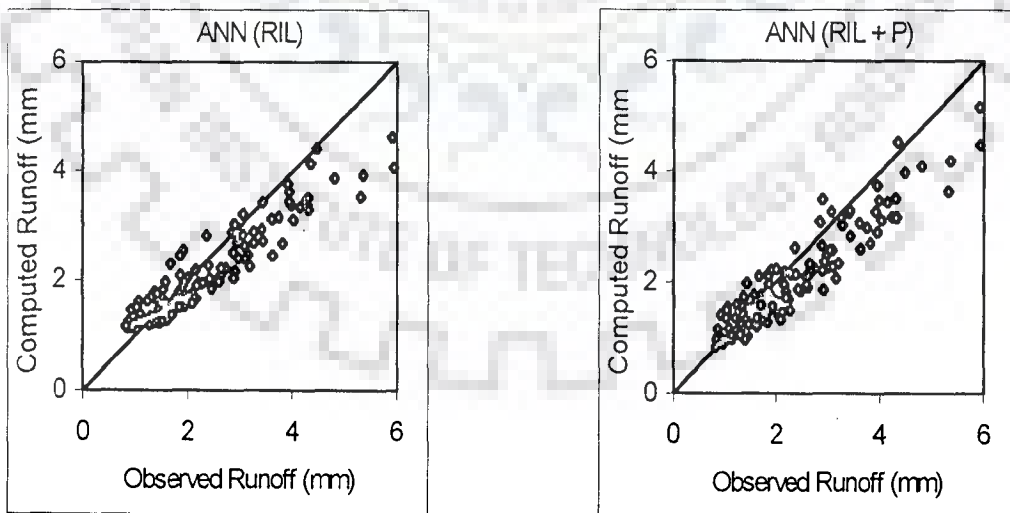 ANN (RIL)
6
4
2
0
Computed Runoff (mm
0 2 4 6
Observed Runoff (mm)
ANN (RIL + P)
6
4
2
0
Computed Runoff (mm
0 2 4 6
Observed Runoff (mm)